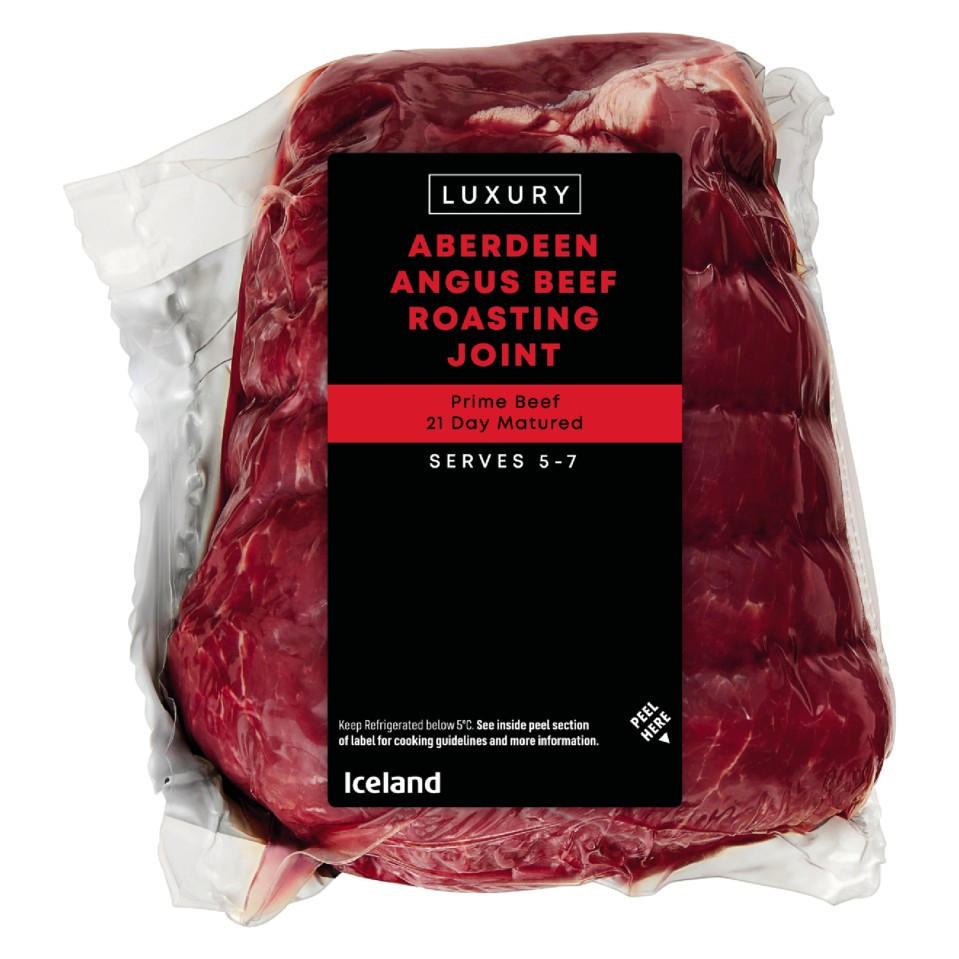 LUXURY
ABERDEEN
ANGUS BEEF
ROASTING
JOINT
Prime Beef
21 Day Matured
SERVES 5-7
Keep Refrigerated below 5°C. See inside peel section
of label for cooking guidelines and more information.
PEEL
HERE
Iceland